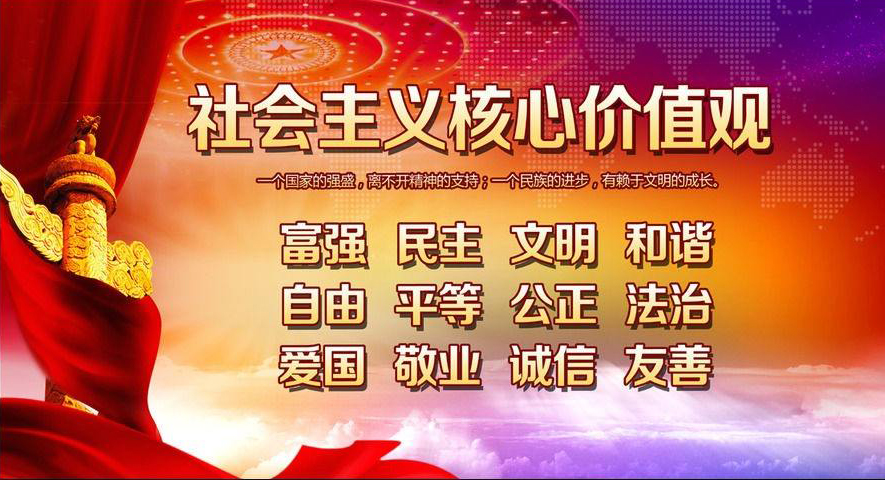 社会主义核心价值观
一个国家的强盛，离不开精神的支持；一个民族的进步，有赖于文明的成长。
富强 民主 文明 和谐
自由 平等 公正 法治
爱国 敬业 诚信 友善